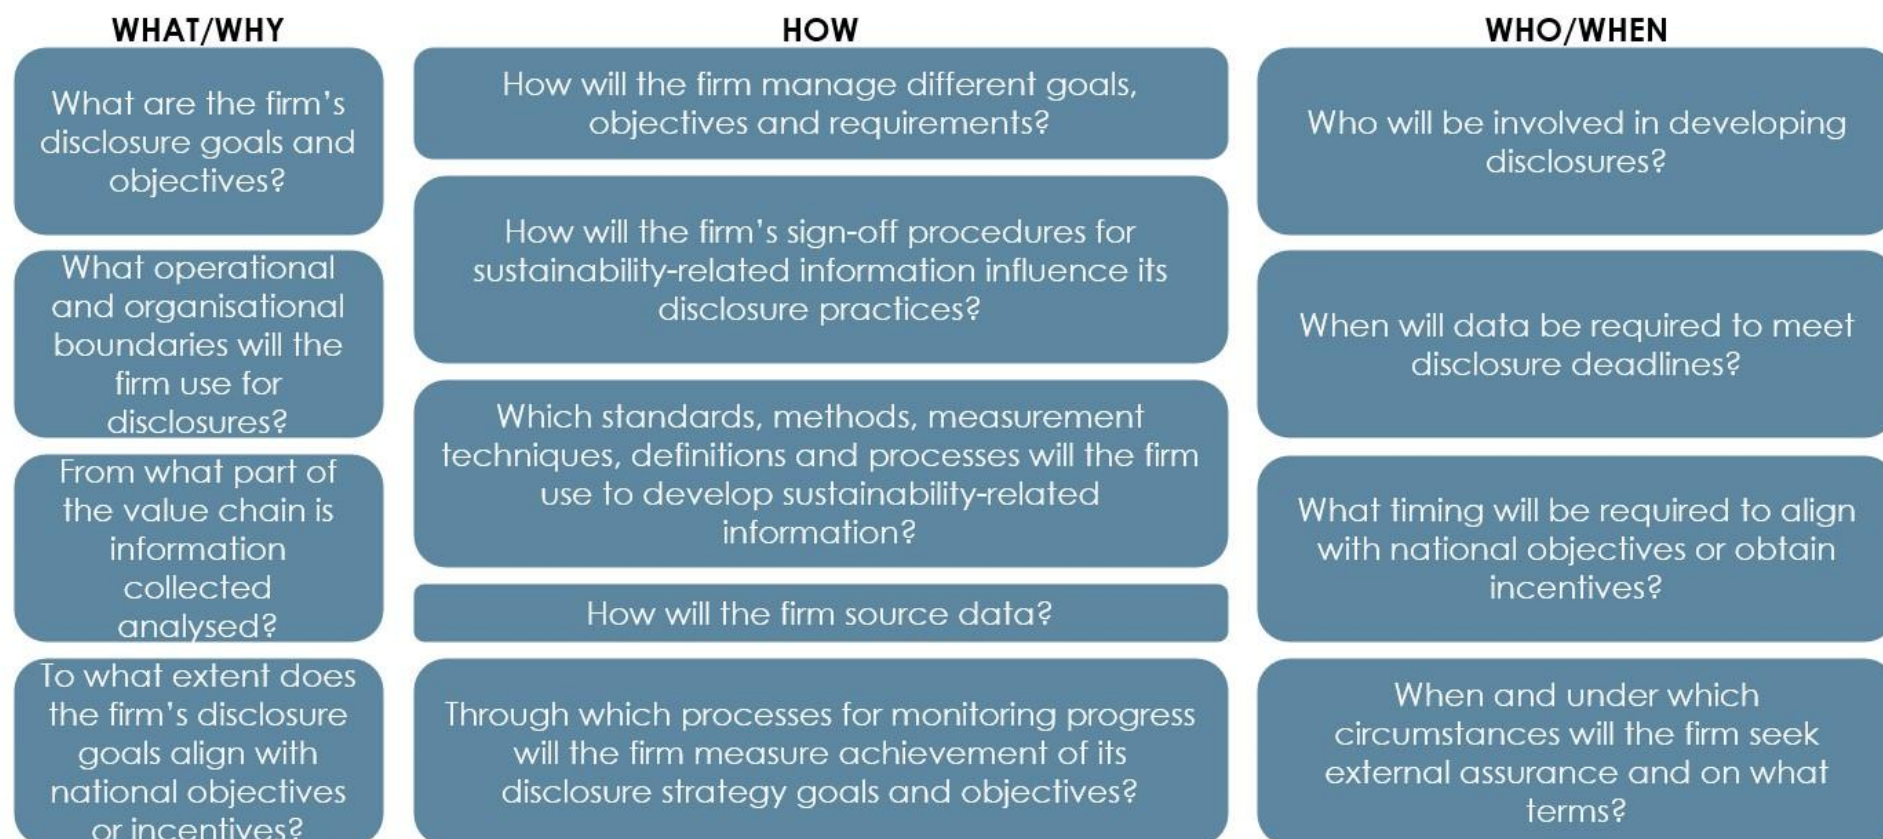 WHAT/WHY
What are the firm's
disclosure goals and
objectives?
What operational
and organisational
boundaries will the
firm use for
disclosures?
From what part of
the value chain is
information
collected
analysed?
To what extent does
the firm's disclosure
goals align with
national objectives
or incentives?
HOW
How will the firm manage different goals,
objectives and requirements?
How will the firm's sign-off procedures for
sustainability-related information influence its
disclosure practices?
Which standards, methods, measurement
techniques, definitions and processes will the firm
use to develop sustainability-related
information?
How will the firm source data?
Through which processes for monitoring progress
will the firm measure achievement of its
disclosure strategy goals and objectives?
WHO/WHEN
Who will be involved in developing
disclosures?
When will data be required to meet
disclosure deadlines?
What timing will be required to align
with national objectives or obtain
incentives?
When and under which
circumstances will the firm seek
external assurance and on what
terms?